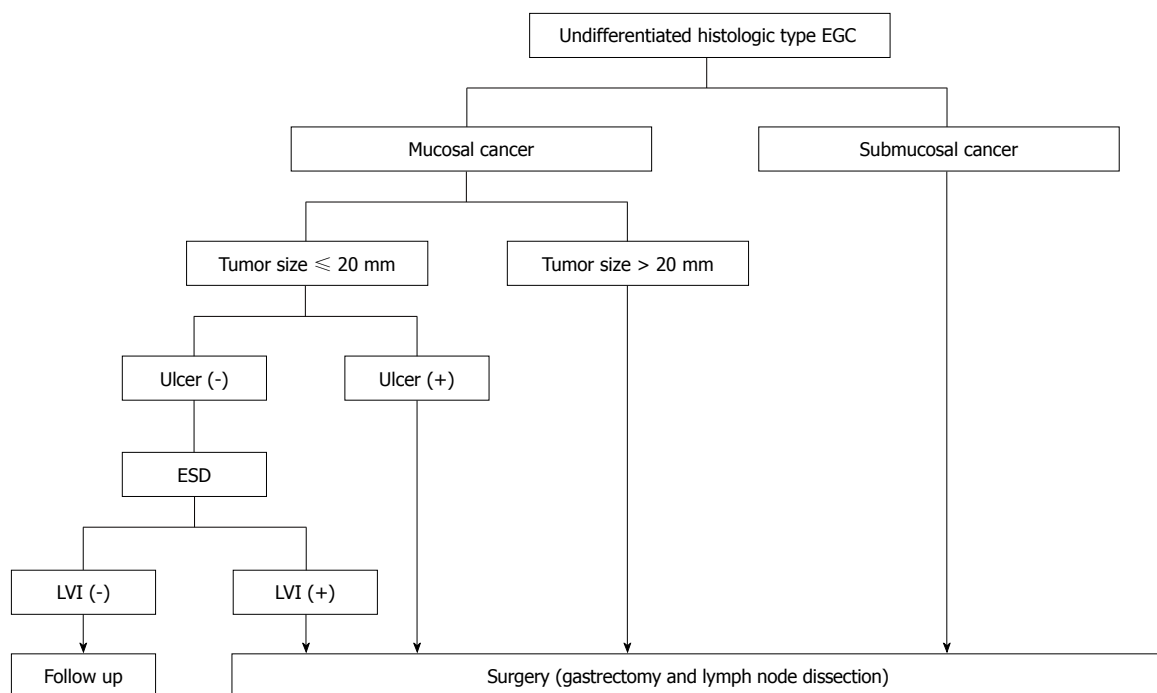 Undifferentiated histologic type EGC
Mucosal cancer
Submucosal cancer
Tumor size ≤ 20 mm
Tumor size > 20 mm
Ulcer (-)
Ulcer (+)
ESD
LVI (-)
LVI (+)
Follow up
Surgery (gastrectomy and lymph node dissection)